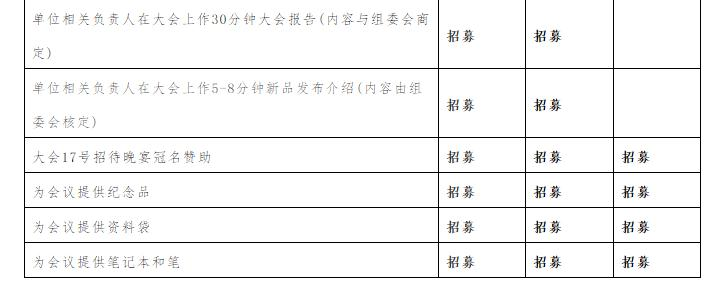 单位相关负责人在大会上作30分钟大会报告(内容与组委会商
定)
招募 招募
单位相关负责人在大会上作5-8分钟新品发布介绍(内容由组
委会核定)
招募 招募
大会17号招待晚宴冠名赞助 招募 招募 招募
为会议提供纪念品 招募 招募 招募
为会议提供资料袋 招募 招募 招募
为会议提供笔记本和笔 招募 招募 招募